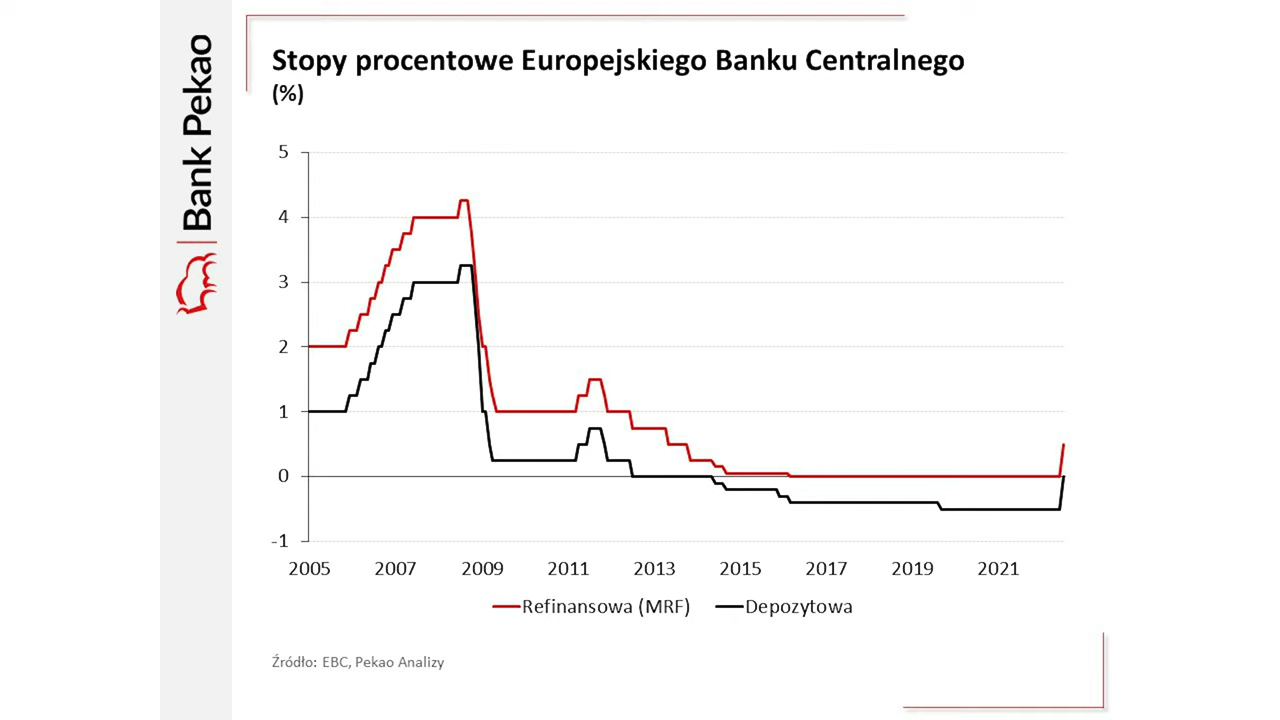 Bank Pekao
Stopy procentowe Europejskiego Banku Centralnego
(%)
5
4
3
2
1
0
-1
2005 2007 2009 2011 2013 2015 2017 2019 2021
Refinansowa (MRF) Depozytowa
Źródło: EBC, Pekao Analizy